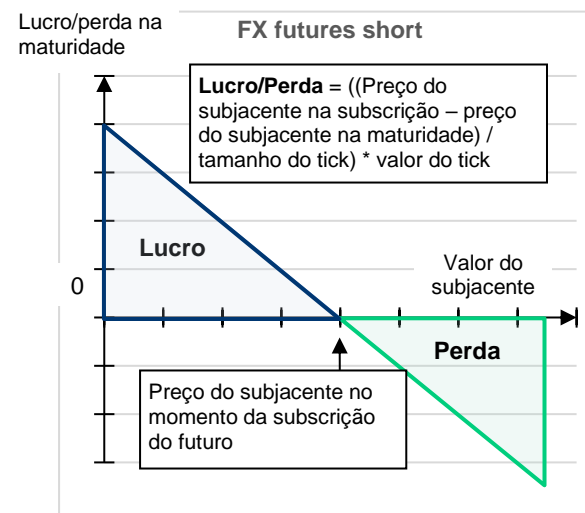 Lucro/perda na
maturidade
FX futures short
Lucro/Perda = ((Preço do
subjacente na subscrição – preço
do subjacente na maturidade) /
tamanho do tick) * valor do tick
Lucro
0
Valor do
subjacente
Perda
Preço do subjacente no
momento da subscrição
do futuro